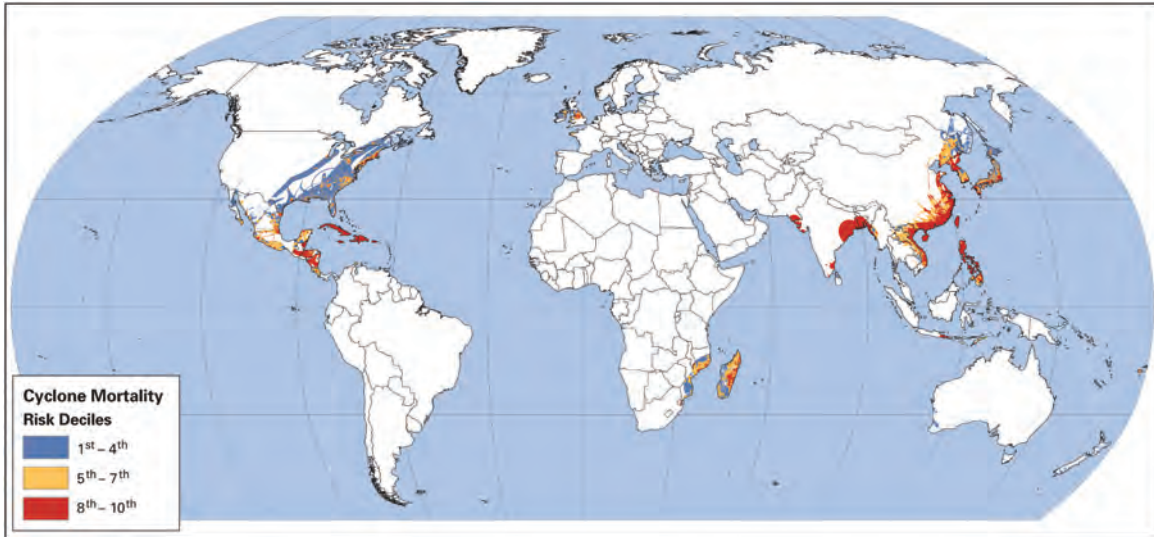 Cyclone Mortality
Risk Deciles
1st – 4th
5th – 7th
8th – 10th